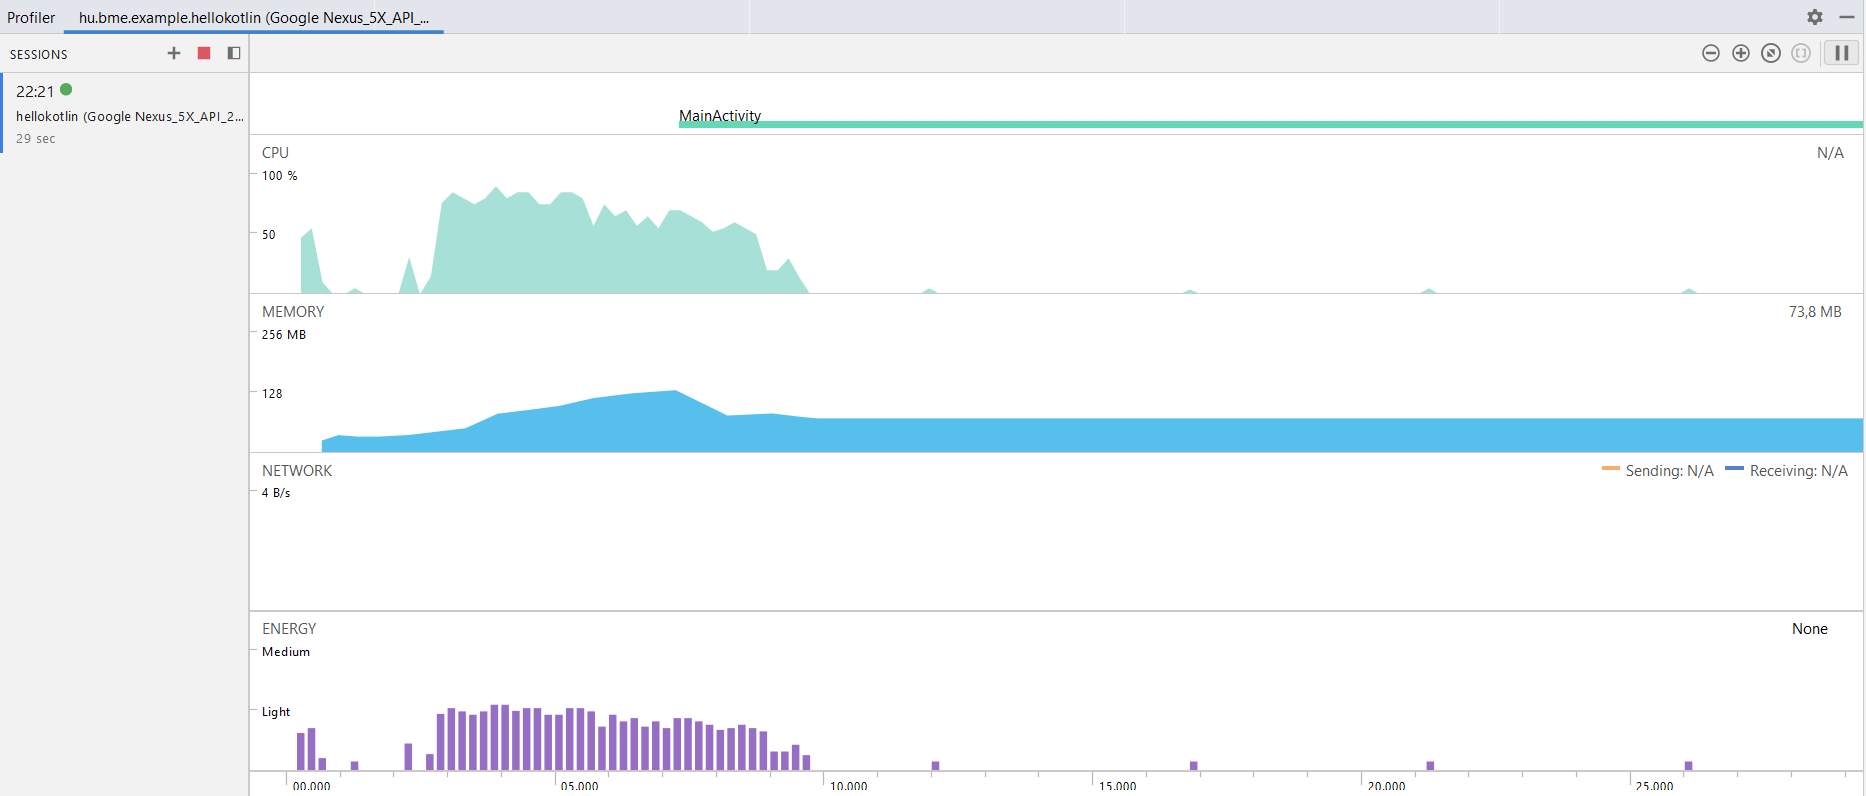 Profiler hu.bme.example.hellokotlin (Google Nexus_5X_API_...
SESSIONS
22:21
hellokotlin (Google Nexus_5X_API_2...
29 sec
MainActivity
CPU N/A
100 %
50
MEMORY 73,8 MB
256 MB
128
NETWORK Sending: N/A Receiving: N/A
4 B/s
ENERGY None
Medium
Light
00.000 05.000 10.000 15.000 20.000 25.000